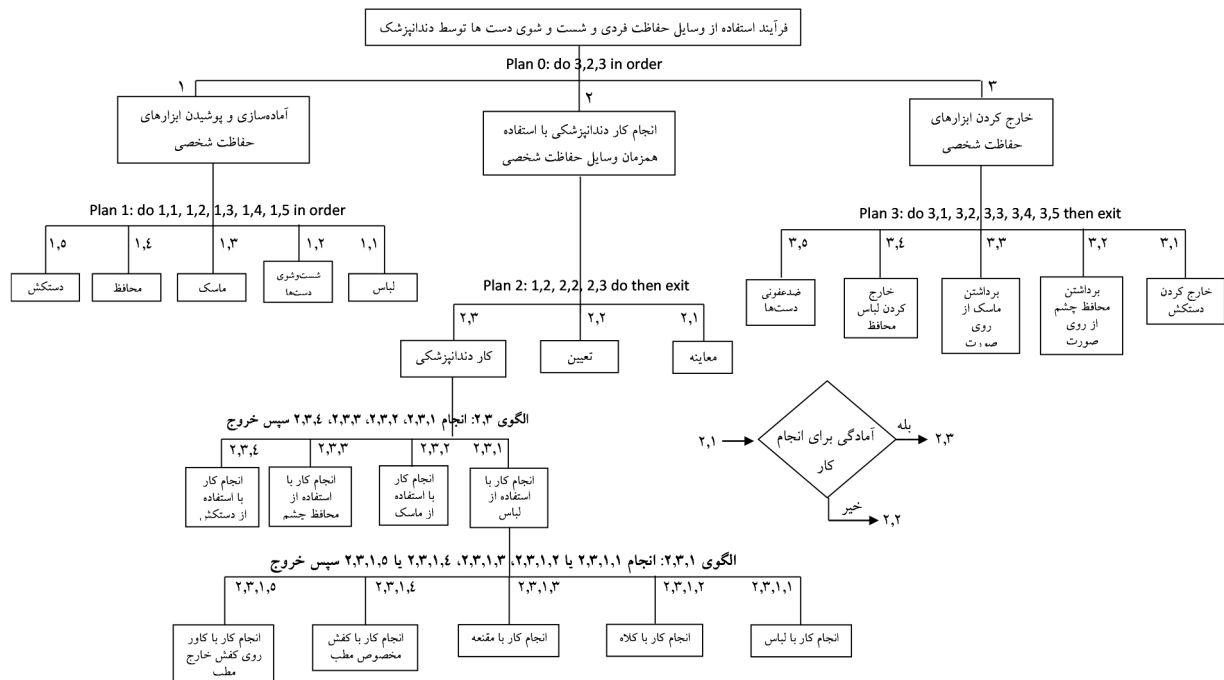 فرآیند استفاده از وسایل حفاظت فردی و شست و شوی دست ها توسط دندانپزشک
Plan 0: do 3,2,3 in order
۱
۲
۳
آماده‌سازی و پوشیدن ابزارهای
حفاظت شخصی
انجام کار دندانپزشکی با استفاده
همزمان وسایل حفاظت شخصی
خارج کردن ابزارهای
حفاظت شخصی
Plan 1: do 1,1, 1,2, 1,3, 1,4, 1,5 in order
۱,۵
۱,٤
۱,۳
۱,۲
۱,۱
دستکش
محافظ
ماسک
شست‌وشوی
دست‌ها
لباس
Plan 3: do 3,1, 3,2, 3,3, 3,4, 3,5 then exit
۳,۵
۳,٤
۳,۳
۳,۲
۳,۱
ضدعفونی
دست‌ها
خارج
کردن لباس
محافظ
برداشتن
ماسک از
روی
صورت
برداشتن
محافظ چشم
از روی
صورت
خارج کردن
دستکش
Plan 2: 1,2, 2,2, 2,3 do then exit
۲,۳
۲,۲
۲,۱
کار دندانپزشکی
تعیین
معاینه
الگوی ۲,۳: انجام ۲,۳,۱، ۲,۳,۲، ۲,۳,۳، ۲,۳,٤ سپس خروج
۲,۳,٤
۲,۳,۳
۲,۳,۲
۲,۳,۱
انجام کار
با استفاده
از دستکش
انجام کار با
استفاده از
محافظ چشم
انجام کار
با استفاده
از ماسک
انجام کار با
استفاده از
لباس
۲,۱
آمادگی برای انجام
کار
بله
۲,۳
خیر
۲,۲
الگوی ۲,۳,۱: انجام ۲,۳,۱,۱ یا ۲,۳,۱,۲، ۲,۳,۱,۳، ۲,۳,۱,٤ یا ۲,۳,۱,۵ سپس خروج
۲,۳,۱,۵
۲,۳,۱,٤
۲,۳,۱,۳
۲,۳,۱,۲
۲,۳,۱,۱
انجام کار با کاور
روی کفش خارج
مطب
انجام کار با کفش
مخصوص مطب
انجام کار با مقنعه
انجام کار با کلاه
انجام کار با لباس